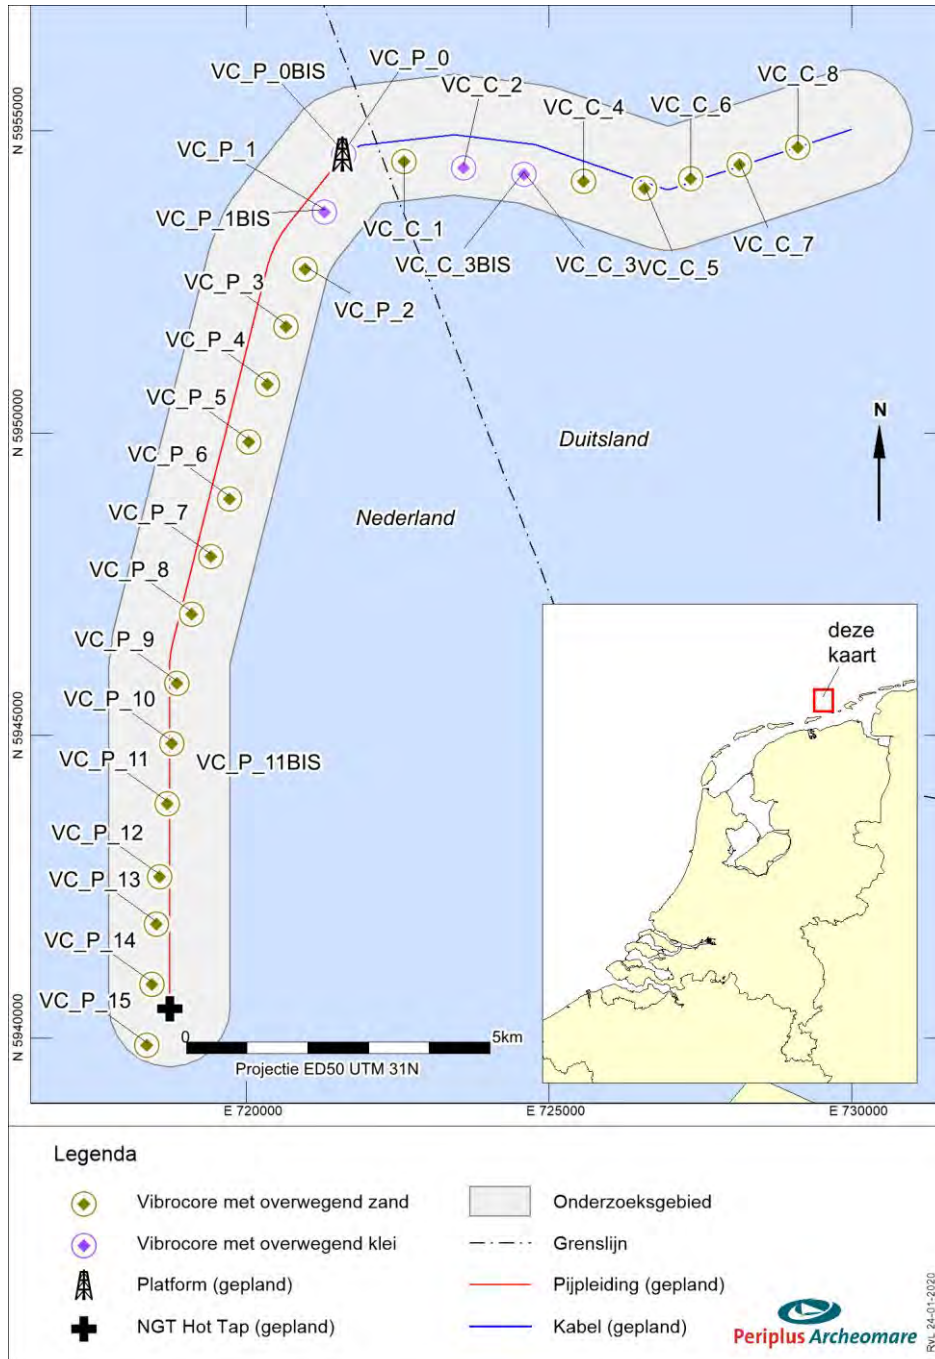 VC_P_0
VC_P_0BIS
VC_C_2
VC_C_8
VC_C_6
VC_C_4
VC_P_1
VC_P_1BIS
VC_C_1
VC_C_3BIS
VC_C_3
VC_C_5
VC_C_7
VC_P_2
VC_P_3
VC_P_4
VC_P_5
VC_P_6
VC_P_7
VC_P_8
VC_P_9
VC_P_10
VC_P_11BIS
VC_P_11
VC_P_12
VC_P_13
VC_P_14
VC_P_15
N 5955000
N 5950000
N 5945000
N 5940000
Duitsland
Nederland
N
deze
kaart
0
5km
Projectie ED50 UTM 31N
E 720000
E 725000
E 730000
Legenda
Vibrocore met overwegend zand
Vibrocore met overwegend klei
Platform (gepland)
NGT Hot Tap (gepland)
Onderzoeksgebied
Grenslijn
Pijpleiding (gepland)
Kabel (gepland)
Periplus Archeomare
RvL 24-01-2020